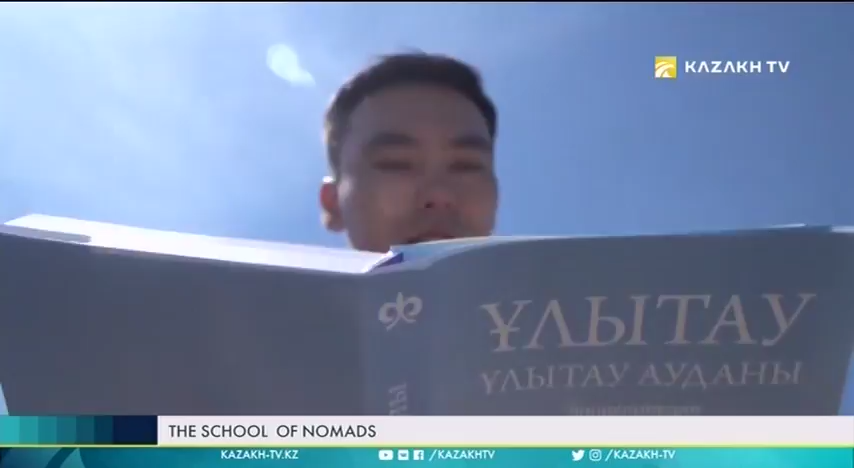 KAZAKH TV
ҰЛЫТАУ
ҰЛЫТАУ АУДАНЫ
THE SCHOOL OF NOMADS
KAZAKH-TV.KZ
/KAZAKHTV
/KAZAKH-TV